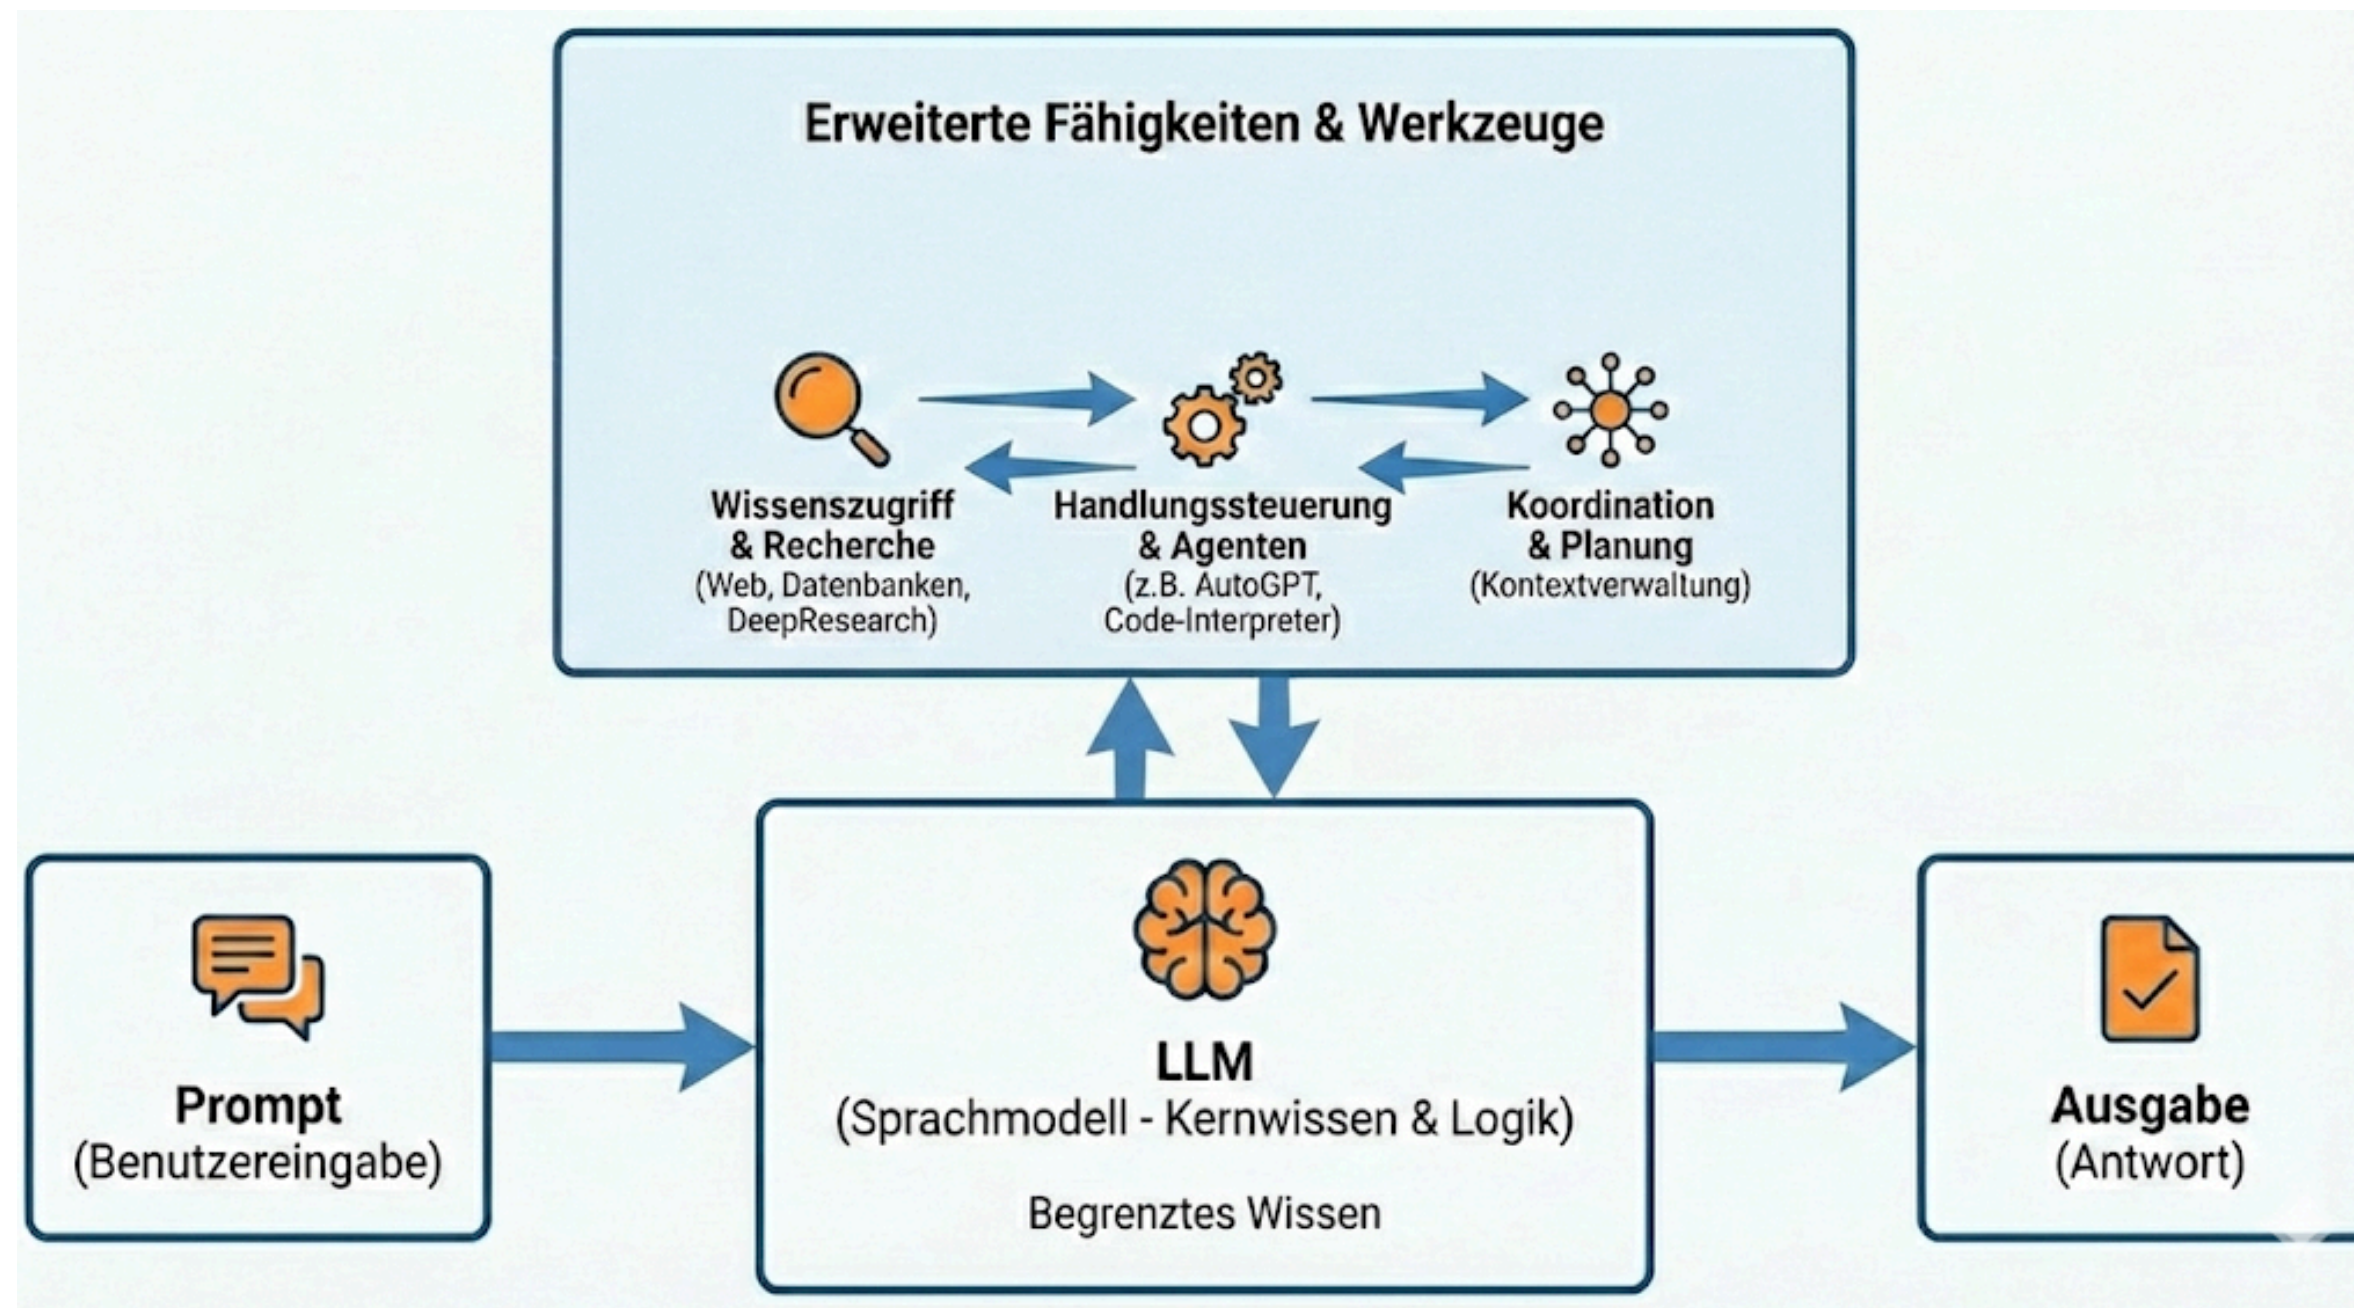 Erweiterte Fähigkeiten & Werkzeuge
Wissenszugriff
& Recherche
(Web, Datenbanken,
DeepResearch)
Handlungssteuerung
& Agenten
(z.B. AutoGPT,
Code-Interpreter)
Koordination
& Planung
(Kontextverwaltung)
Prompt
(Benutzereingabe)
LLM
(Sprachmodell - Kernwissen & Logik)
Begrenztes Wissen
Ausgabe
(Antwort)